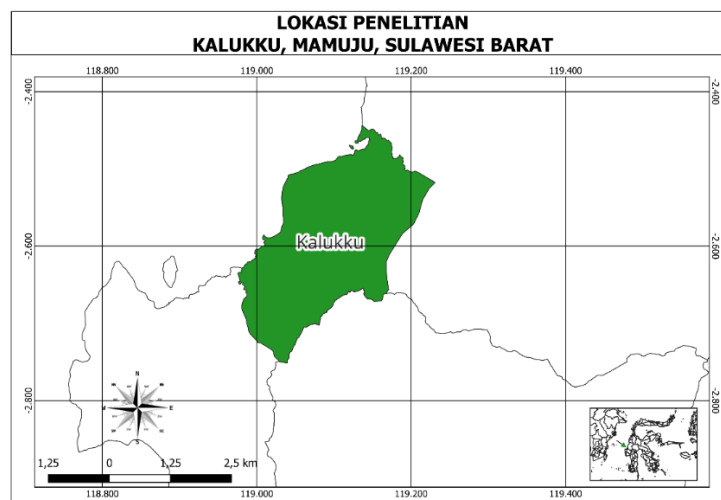 LOKASI PENELITIAN
KALUKKU, MAMUJU, SULAWESI BARAT
118.800 119.000 119.200 119.400
-2.400 -2.400
N
Kalukku
-2.600 -2.600
W E
S
-2.800 -2.800
1,25 0 1,25 2,5 km
118.800 119.000 119.200 119.400